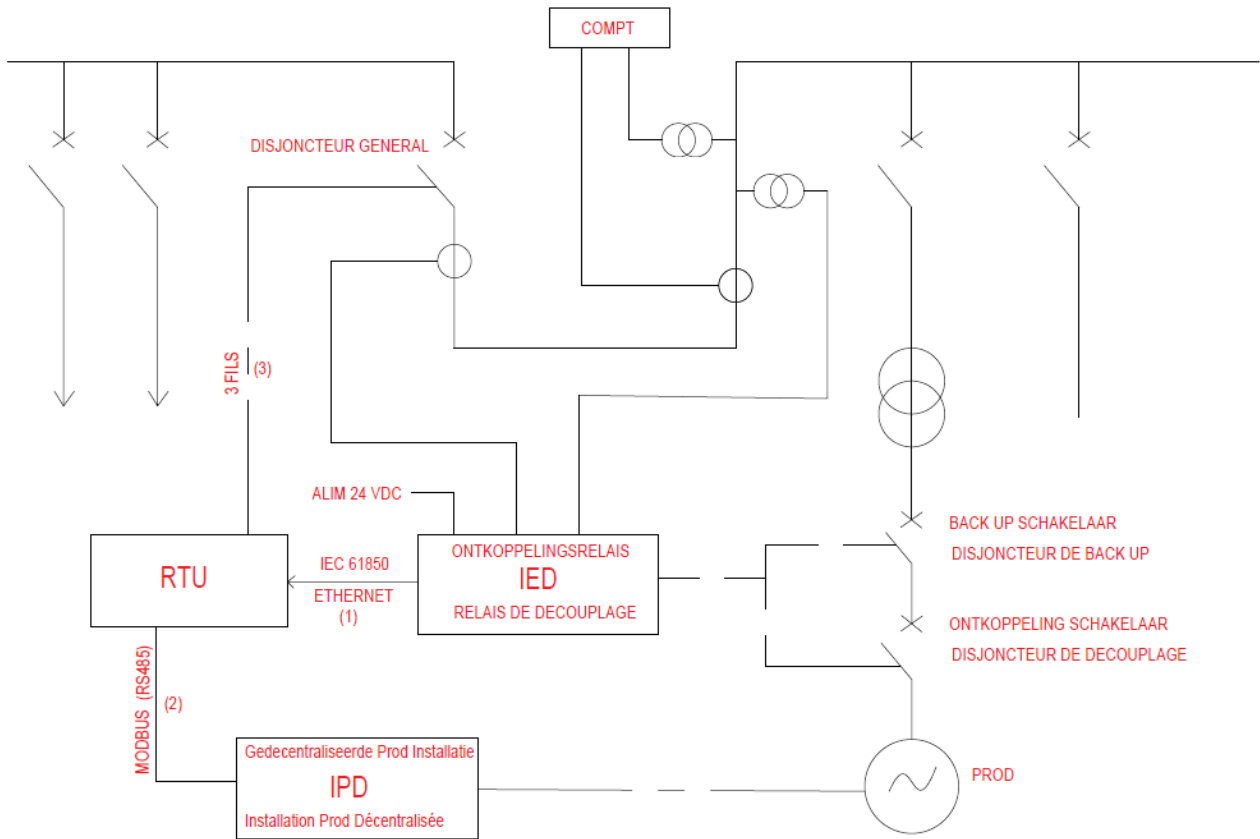 COMPT
DISJONCTEUR GENERAL
3 FILS
(3)
ALIM 24 VDC
RTU
IEC 61850
ETHERNET
(1)
ONTKOPPELINGSRELAIS
IED
RELAIS DE DECOUPLAGE
BACK UP SCHAKELAAR
DISJONCTEUR DE BACK UP
ONTKOPPELING SCHAKELAAR
DISJONCTEUR DE DECOUPLAGE
MODBUS (RS485)
(2)
Gedecentraliseerde Prod Installatie
IPD
Installation Prod Décentralisée
PROD